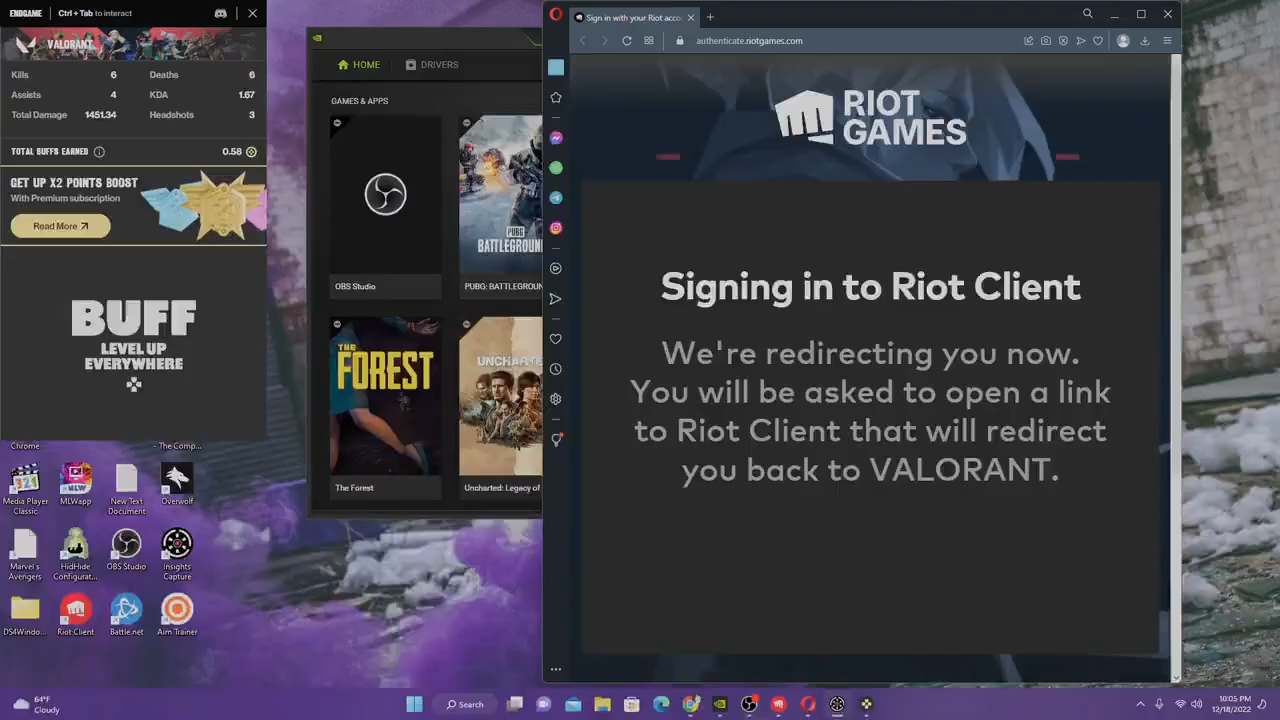 ENDGAME Ctrl + Tab to interact
VALORANT
Kills 6 Deaths 6
Assists 4 KDA 1.67
Total Damage 1451.34 Headshots 3
TOTAL BUFFS EARNED 0.58
GET UP X2 POINTS BOOST
With Premium subscription
Read More
BUFF
LEVEL UP
EVERYWHERE
Chrome
- The Comp...
Media Player
Classic
MLWapp
New Text
Document
Overwolf
Marvel's
Avengers
HidHide
Configurat...
OBS Studio
Insights
Capture
DS4Windo...
Riot Client
Battle.net
Aim Trainer
HOME DRIVERS
GAMES & APPS
OBS Studio
PUBG
BATTLEGROUN
PUBG: BATTLEGROUN
THE
FOREST
The Forest
UNCHARTE
Uncharted: Legacy of
Sign in with your Riot acco
authenticate.riotgames.com
RIOT
GAMES
Signing in to Riot Client
We're redirecting you now.
You will be asked to open a link
to Riot Client that will redirect
you back to VALORANT.
64°F
Cloudy
Search
10:05 PM
12/18/2022